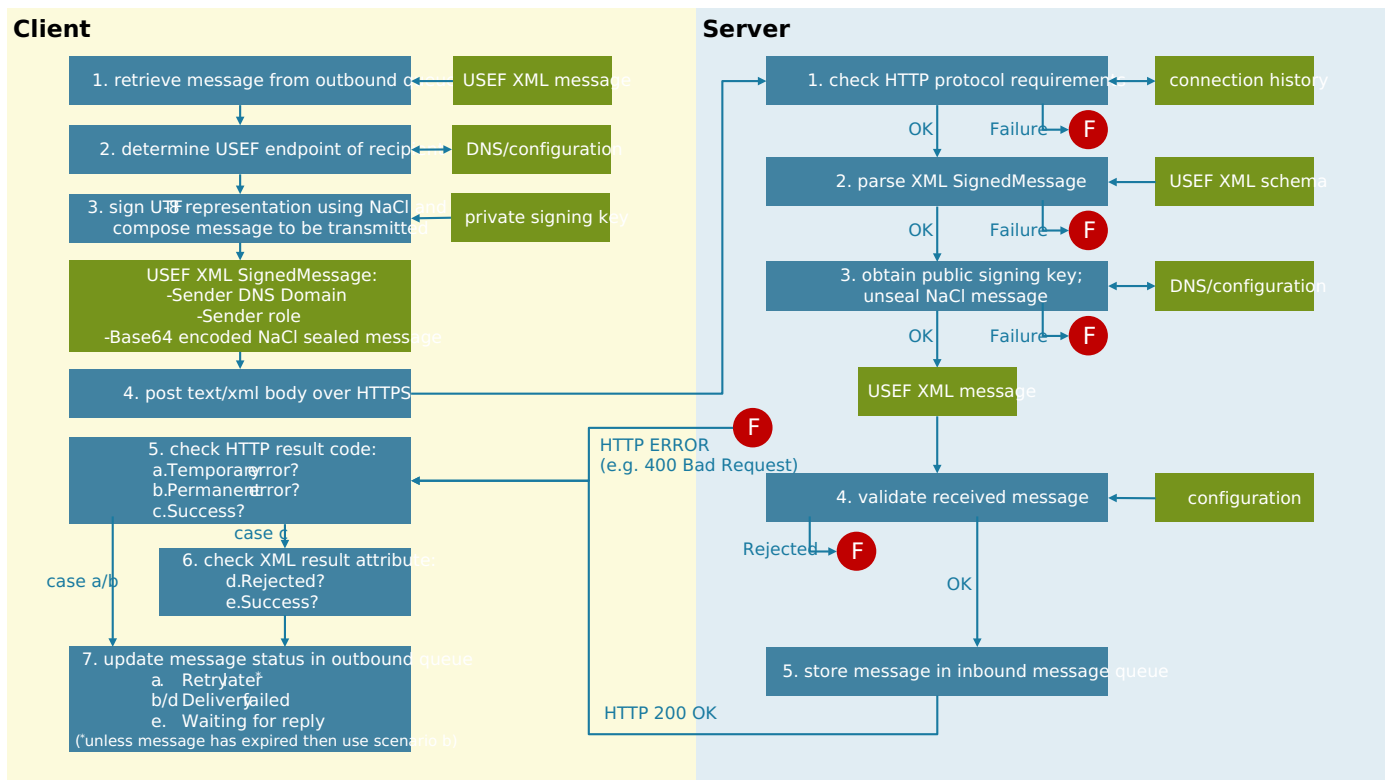 Client
1. retrieve message from outbound
USEF XML message
2. determine USEF endpoint of
DNS/configuration
3. sign UTF-8 representation using NaCl and
compose message to be transmitted
private signing key
USEF XML SignedMessage:
-Sender DNS Domain
-Sender role
-Base64 encoded NaCl sealed message
4. post text/xml body over HTTPS
5. check HTTP result code:
a.Temporary error?
b.Permanent error?
c.Success?
case c
case a/b
6. check XML result attribute:
d.Rejected?
e.Success?
7. update message status in outbound queue
a. Retry later*
b/d Delivery failed
e. Waiting for reply
(*unless message has expired then use scenario b)
HTTP ERROR
(e.g. 400 Bad Request)
F
HTTP 200 OK
Server
1. check HTTP protocol requirements
connection history
OK
Failure
F
2. parse XML SignedMessage
USEF XML schema
OK
Failure
F
3. obtain public signing key;
unseal NaCl message
DNS/configuration
OK
Failure
F
USEF XML message
4. validate received message
configuration
Rejected
F
OK
5. store message in inbound message queue